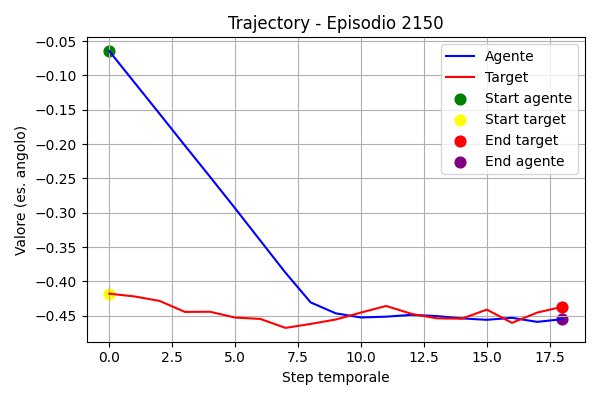 Trajectory - Episodio 2150
Valore (es. angolo)
−0.05
−0.10
−0.15
−0.20
−0.25
−0.30
−0.35
−0.40
−0.45
Agente
Target
Start agente
Start target
End target
End agente
0.0 2.5 5.0 7.5 10.0 12.5 15.0 17.5
Step temporale